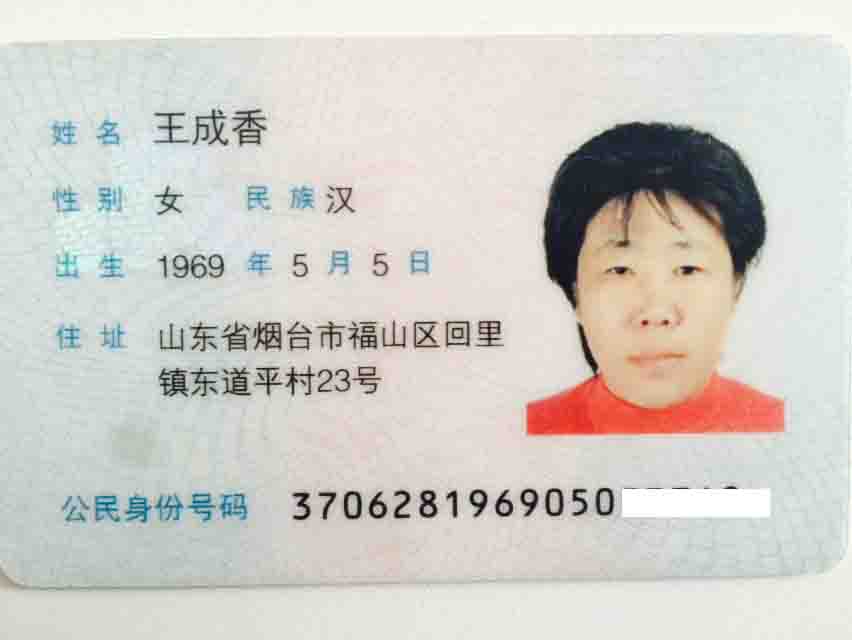 姓名 王成香
性别 女 民族 汉
出生 1969 年 5 月 5 日
住址 山东省烟台市福山区回里
镇东道平村23号
公民身份号码 3706281969050